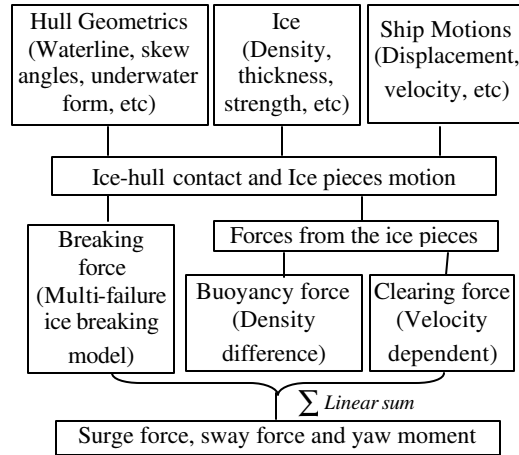 Hull Geometrics
(Waterline, skew
angles, underwater
form, etc)
Ice
(Density,
thickness,
strength, etc)
Ship Motions
(Displacement,
velocity, etc)
Ice-hull contact and Ice pieces motion
Breaking
force
(Multi-failure
ice breaking
model)
Forces from the ice pieces
Buoyancy force
(Density
difference)
Clearing force
(Velocity
dependent)
∑ Linear sum
Surge force, sway force and yaw moment